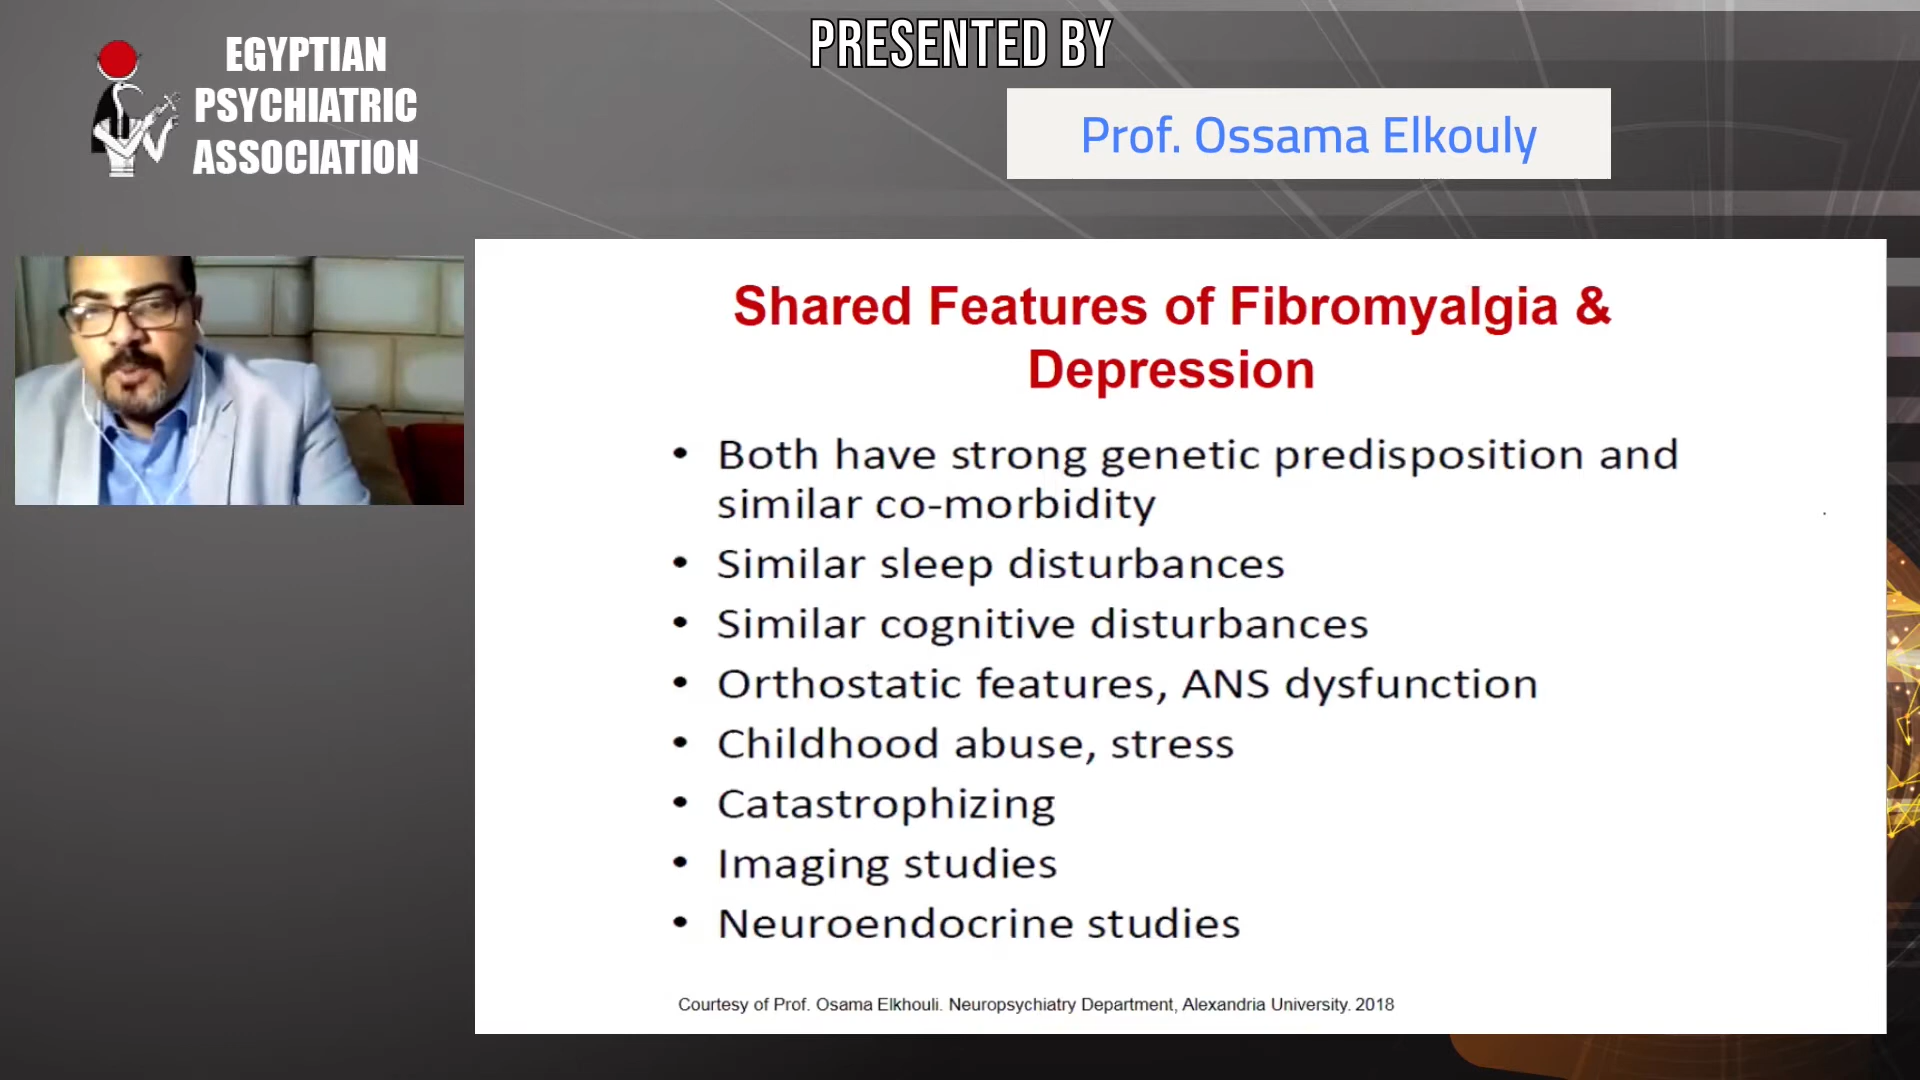 EGYPTIAN
PSYCHIATRIC
ASSOCIATION
PRESENTED BY
Prof. Ossama Elkouly
Shared Features of Fibromyalgia &
Depression
• Both have strong genetic predisposition and
similar co-morbidity
• Similar sleep disturbances
• Similar cognitive disturbances
• Orthostatic features, ANS dysfunction
• Childhood abuse, stress
• Catastrophizing
• Imaging studies
• Neuroendocrine studies
Courtesy of Prof. Osama Elkhouli. Neuropsychiatry Department, Alexandria University. 2018